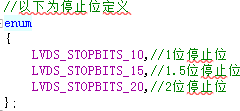 //以下为停止位定义
enum
{
LVDS_STOPBITS_10,//1位停止位
LVDS_STOPBITS_15,//1.5位停止位
LVDS_STOPBITS_20,//2位停止位
};